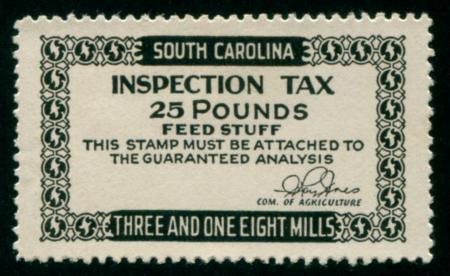 SOUTH CAROLINA
INSPECTION TAX
25 POUNDS
FEED STUFF
THIS STAMP MUST BE ATTACHED TO
THE GUARANTEED ANALYSIS
COM. OF AGRICULTURE
THREE AND ONE EIGHT MILLS